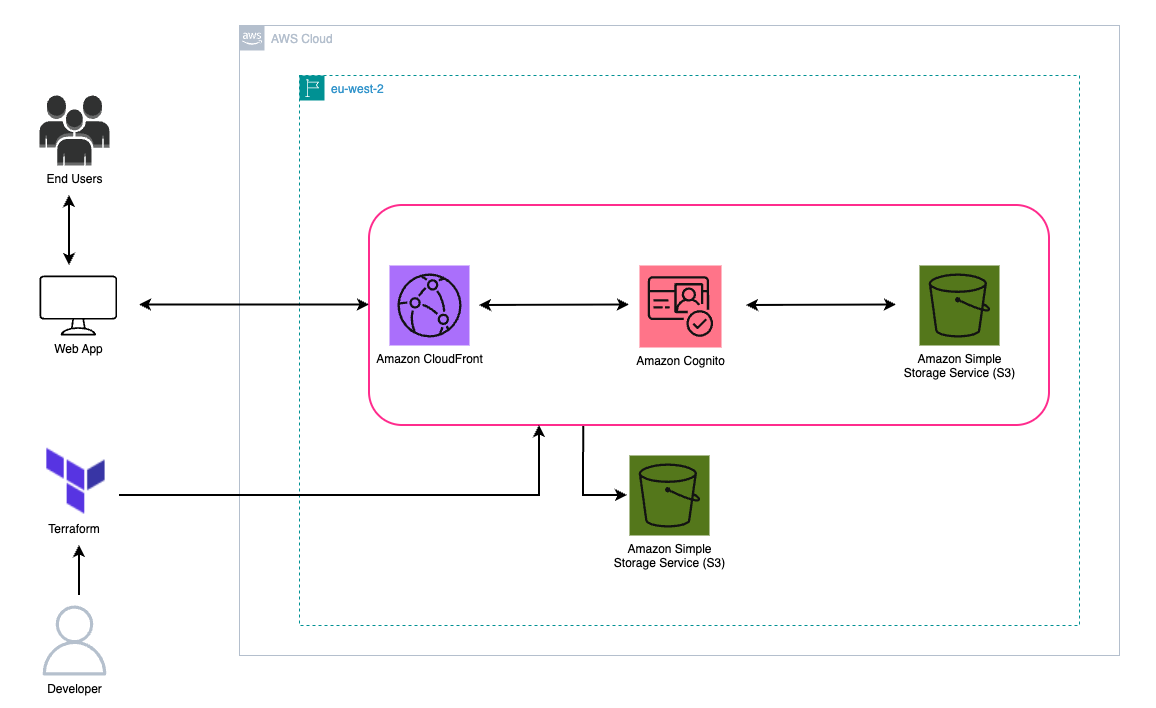 aws
AWS Cloud
eu-west-2
End Users
Web App
Amazon CloudFront
Amazon Cognito
Amazon Simple
Storage Service (S3)
Terraform
Amazon Simple
Storage Service (S3)
Developer